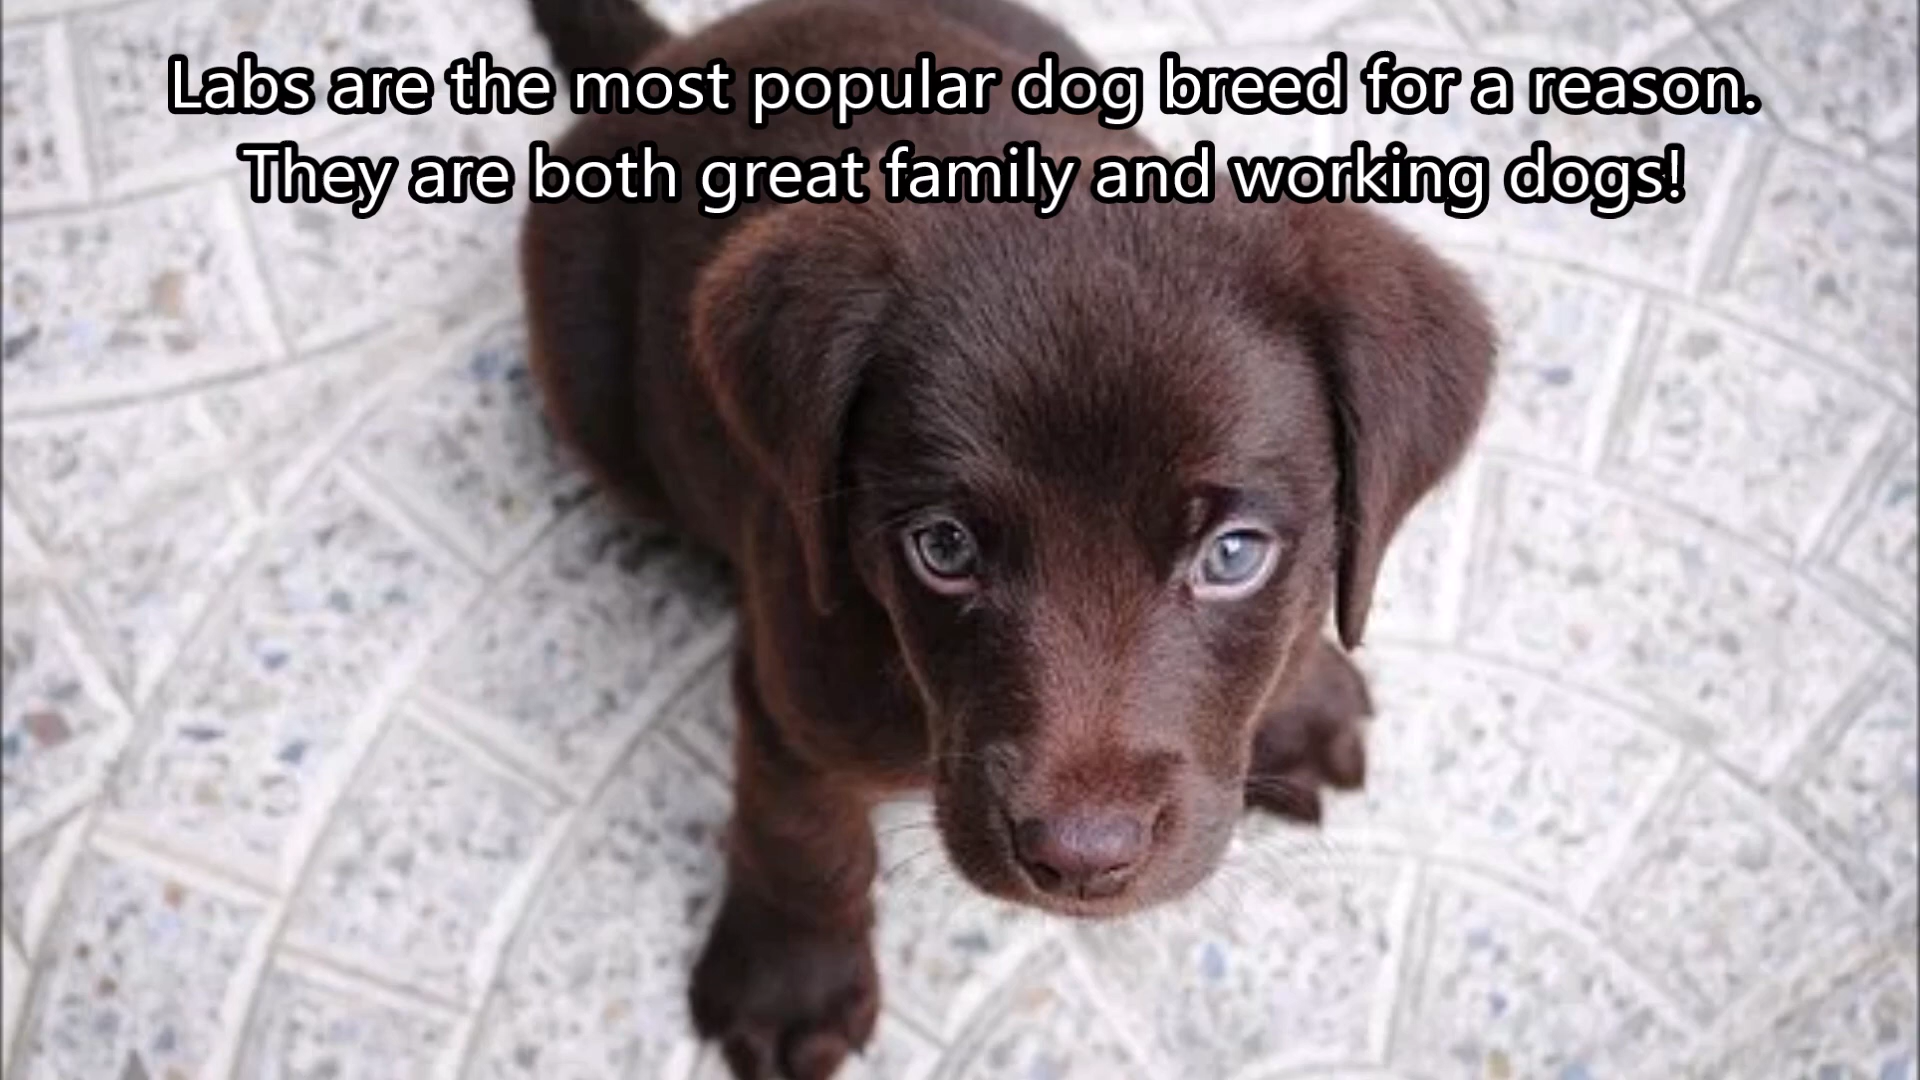 Labs are the most popular dog breed for a reason.
They are both great family and working dogs!